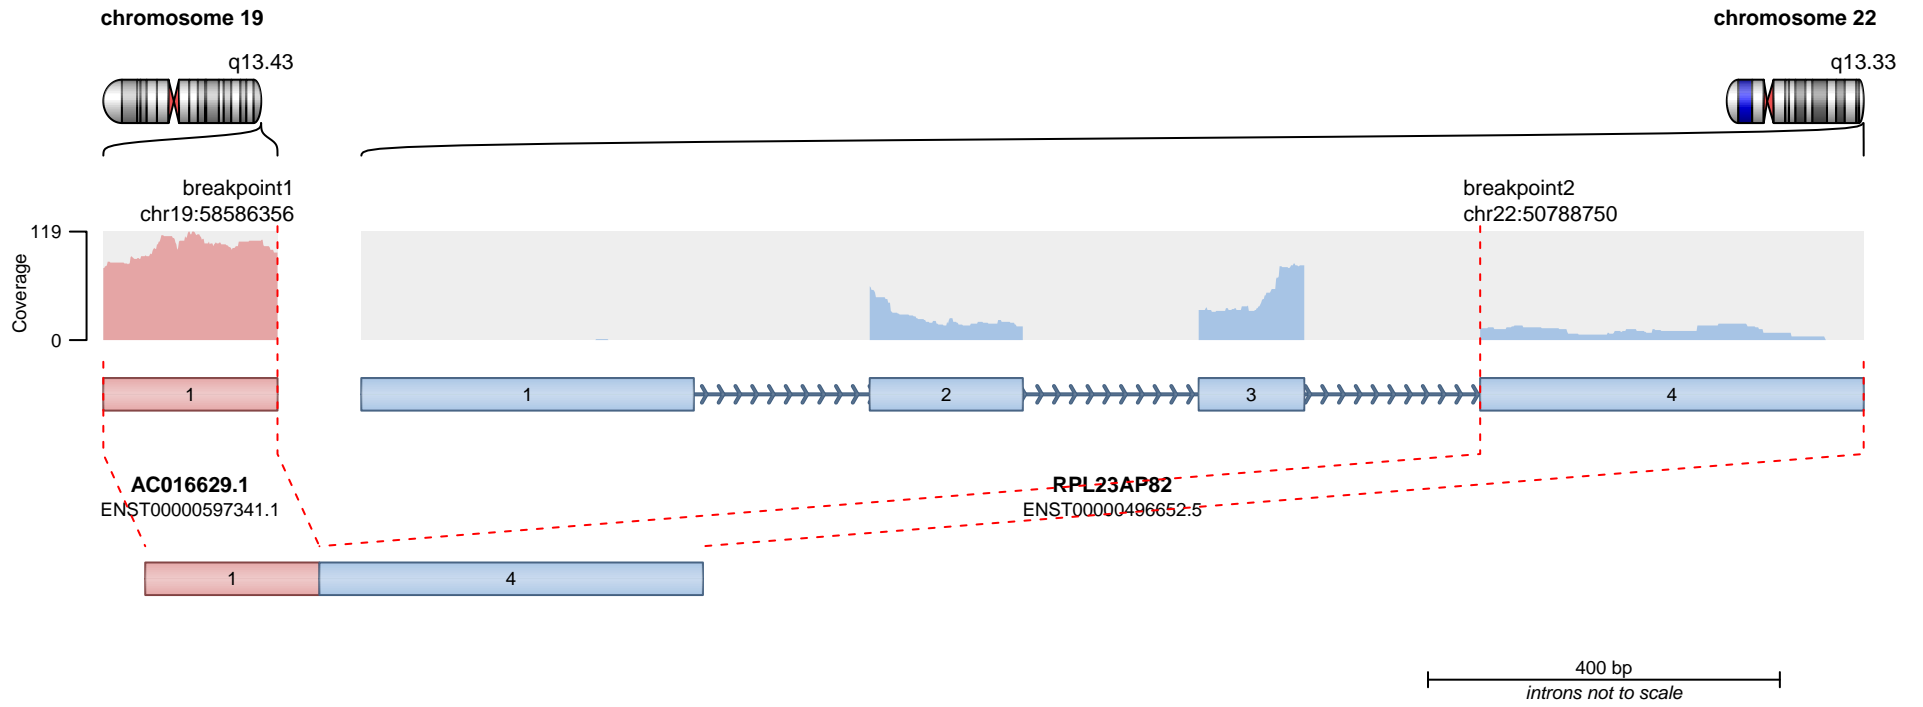 chromosome 19
chromosome 22
q13.43
q13.33
breakpoint1
chr19:58586356
breakpoint2
chr22:50788750
119
Coverage
0
1
1
2
3
4
AC016629.1
ENST00000597341.1
RPL23AP82
ENST00000496652.5
1
4
400 bp
introns not to scale